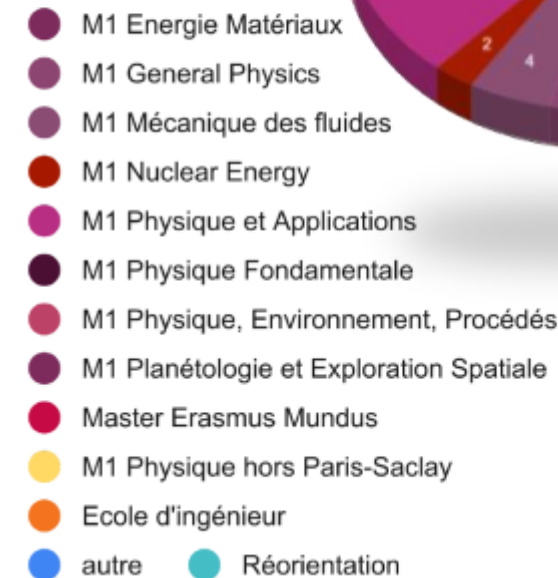 M1 Energie Matériaux
M1 General Physics
M1 Mécanique des fluides
M1 Nuclear Energy
M1 Physique et Applications
M1 Physique Fondamentale
M1 Physique, Environnement, Procédés
M1 Planétologie et Exploration Spatiale
Master Erasmus Mundus
M1 Physique hors Paris-Saclay
Ecole d'ingénieur
autre Réorientation
2
4